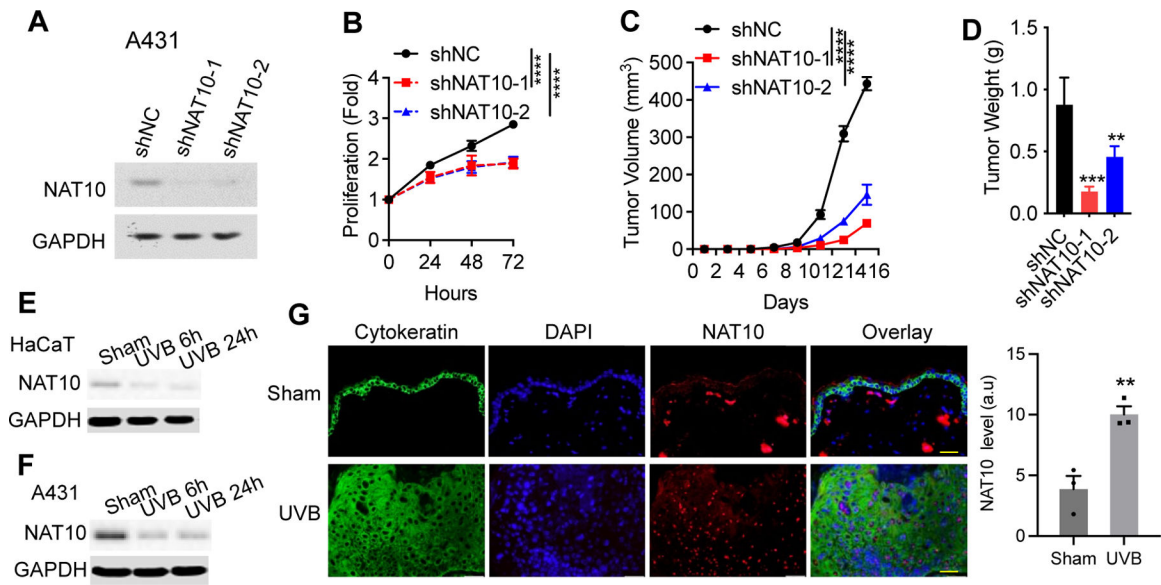 A
A431
shNC
shNAT10-1
shNAT10-2
NAT10
GAPDH
B
shNC
shNAT10-1
shNAT10-2
****
****
Proliferation (Fold)
4
3
2
1
0
0 24 48 72
Hours
C
shNC
shNAT10-1
shNAT10-2
****
****
Tumor Volume (mm³)
500
400
300
200
100
0
0 2 4 6 8 10 12 14 16
Days
D
Tumor Weight (g)
1.5
1.0
0.5
0.0
***
**
shNC
shNAT10-1
shNAT10-2
E
HaCaT
Sham
UVB 6h
UVB 24h
NAT10
GAPDH
F
A431
Sham
UVB 6h
UVB 24h
NAT10
GAPDH
G
Cytokeratin DAPI NAT10 Overlay
Sham
UVB
NAT10 level (a.u)
15
10
5
0
**
Sham UVB